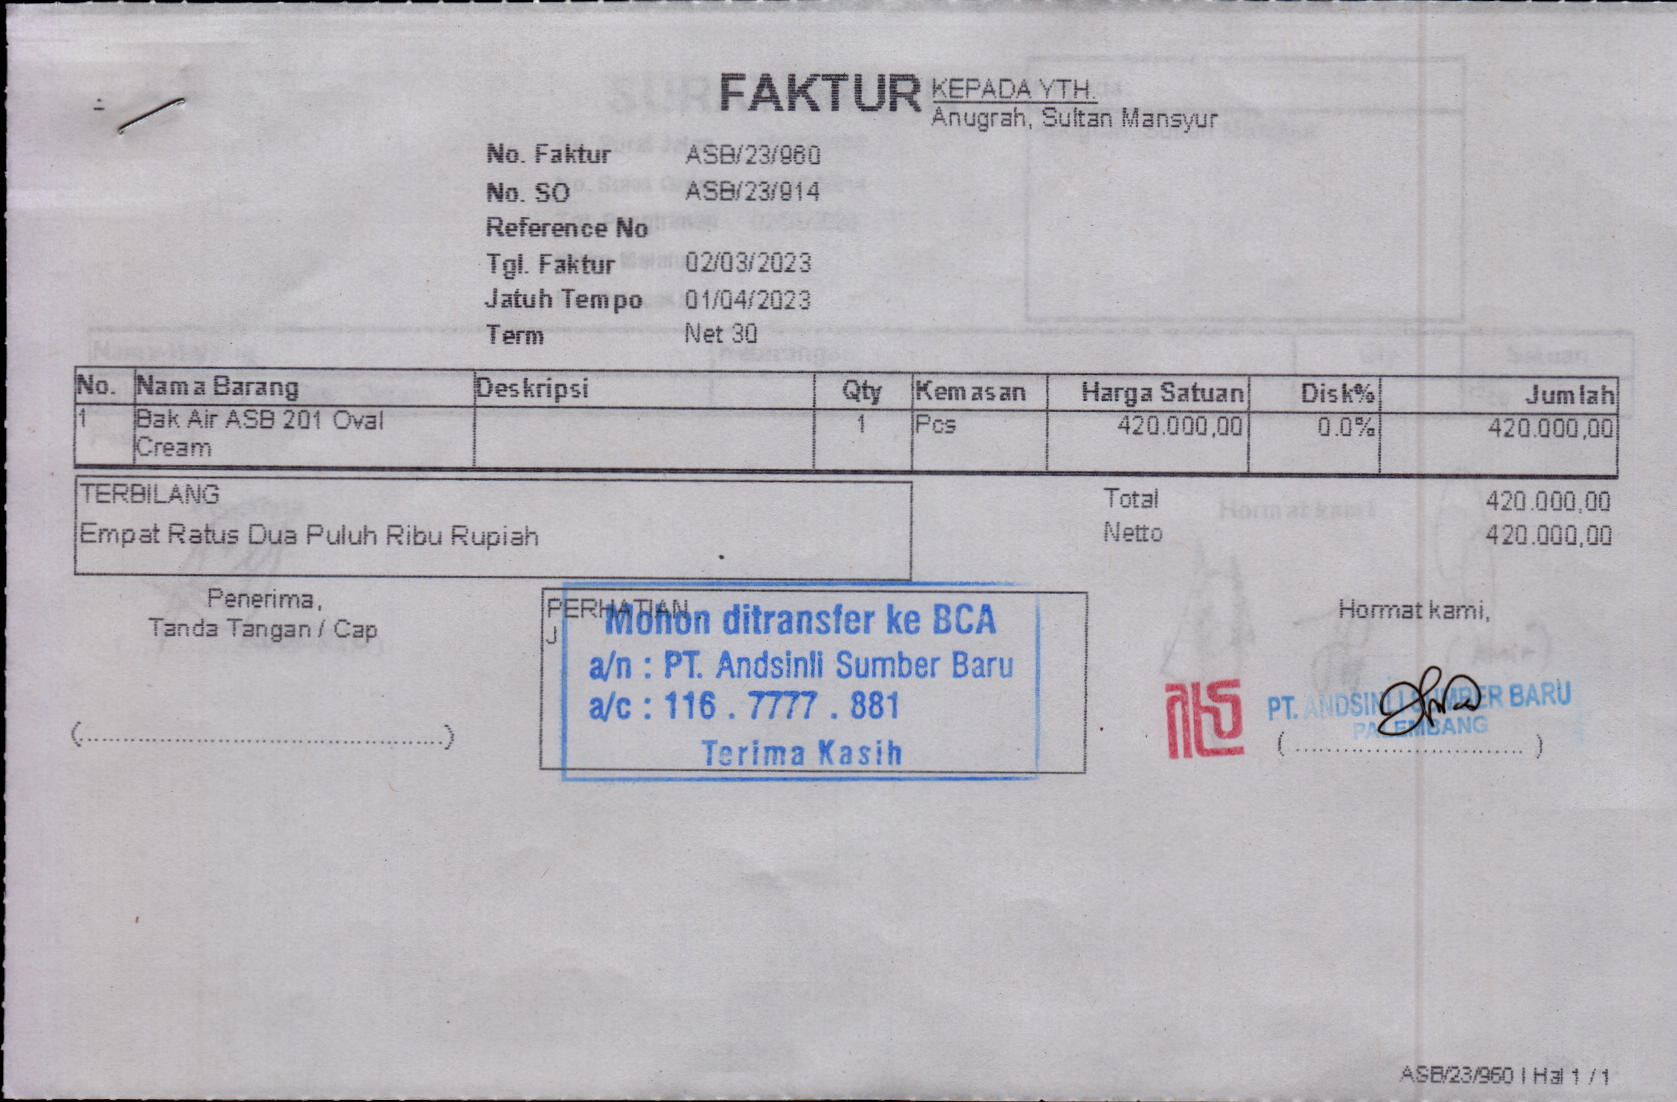 FAKTUR
KEPADA YTH.
Anugrah, Sultan Mansyur
No. Faktur ASB/23/960
No. SO ASB/23/914
Reference No
Tgl. Faktur 02/03/2023
Jatuh Tempo 01/04/2023
Term Net 30
No. Nama Barang Deskripsi Qty Kemasan Harga Satuan Disk% Jumlah
1 Bak Air ASB 201 Oval 1 Pcs 420.000,00 0.0% 420.000,00
Cream
TERBILANG
Empat Ratus Dua Puluh Ribu Rupiah
Total 420.000,00
Netto 420.000,00
Penerima,
Tanda Tangan / Cap
(..........................................................)
PERHATIAN
J
Mohon ditransfer ke BCA
a/n : PT. Andsinli Sumber Baru
a/c : 116 . 7777 . 881
Terima Kasih
Hormat kami,
PT. ANDSINLI SUMBER BARU
PALEMBANG
( .................................... )
ASB/23/960 | Hal 1 / 1